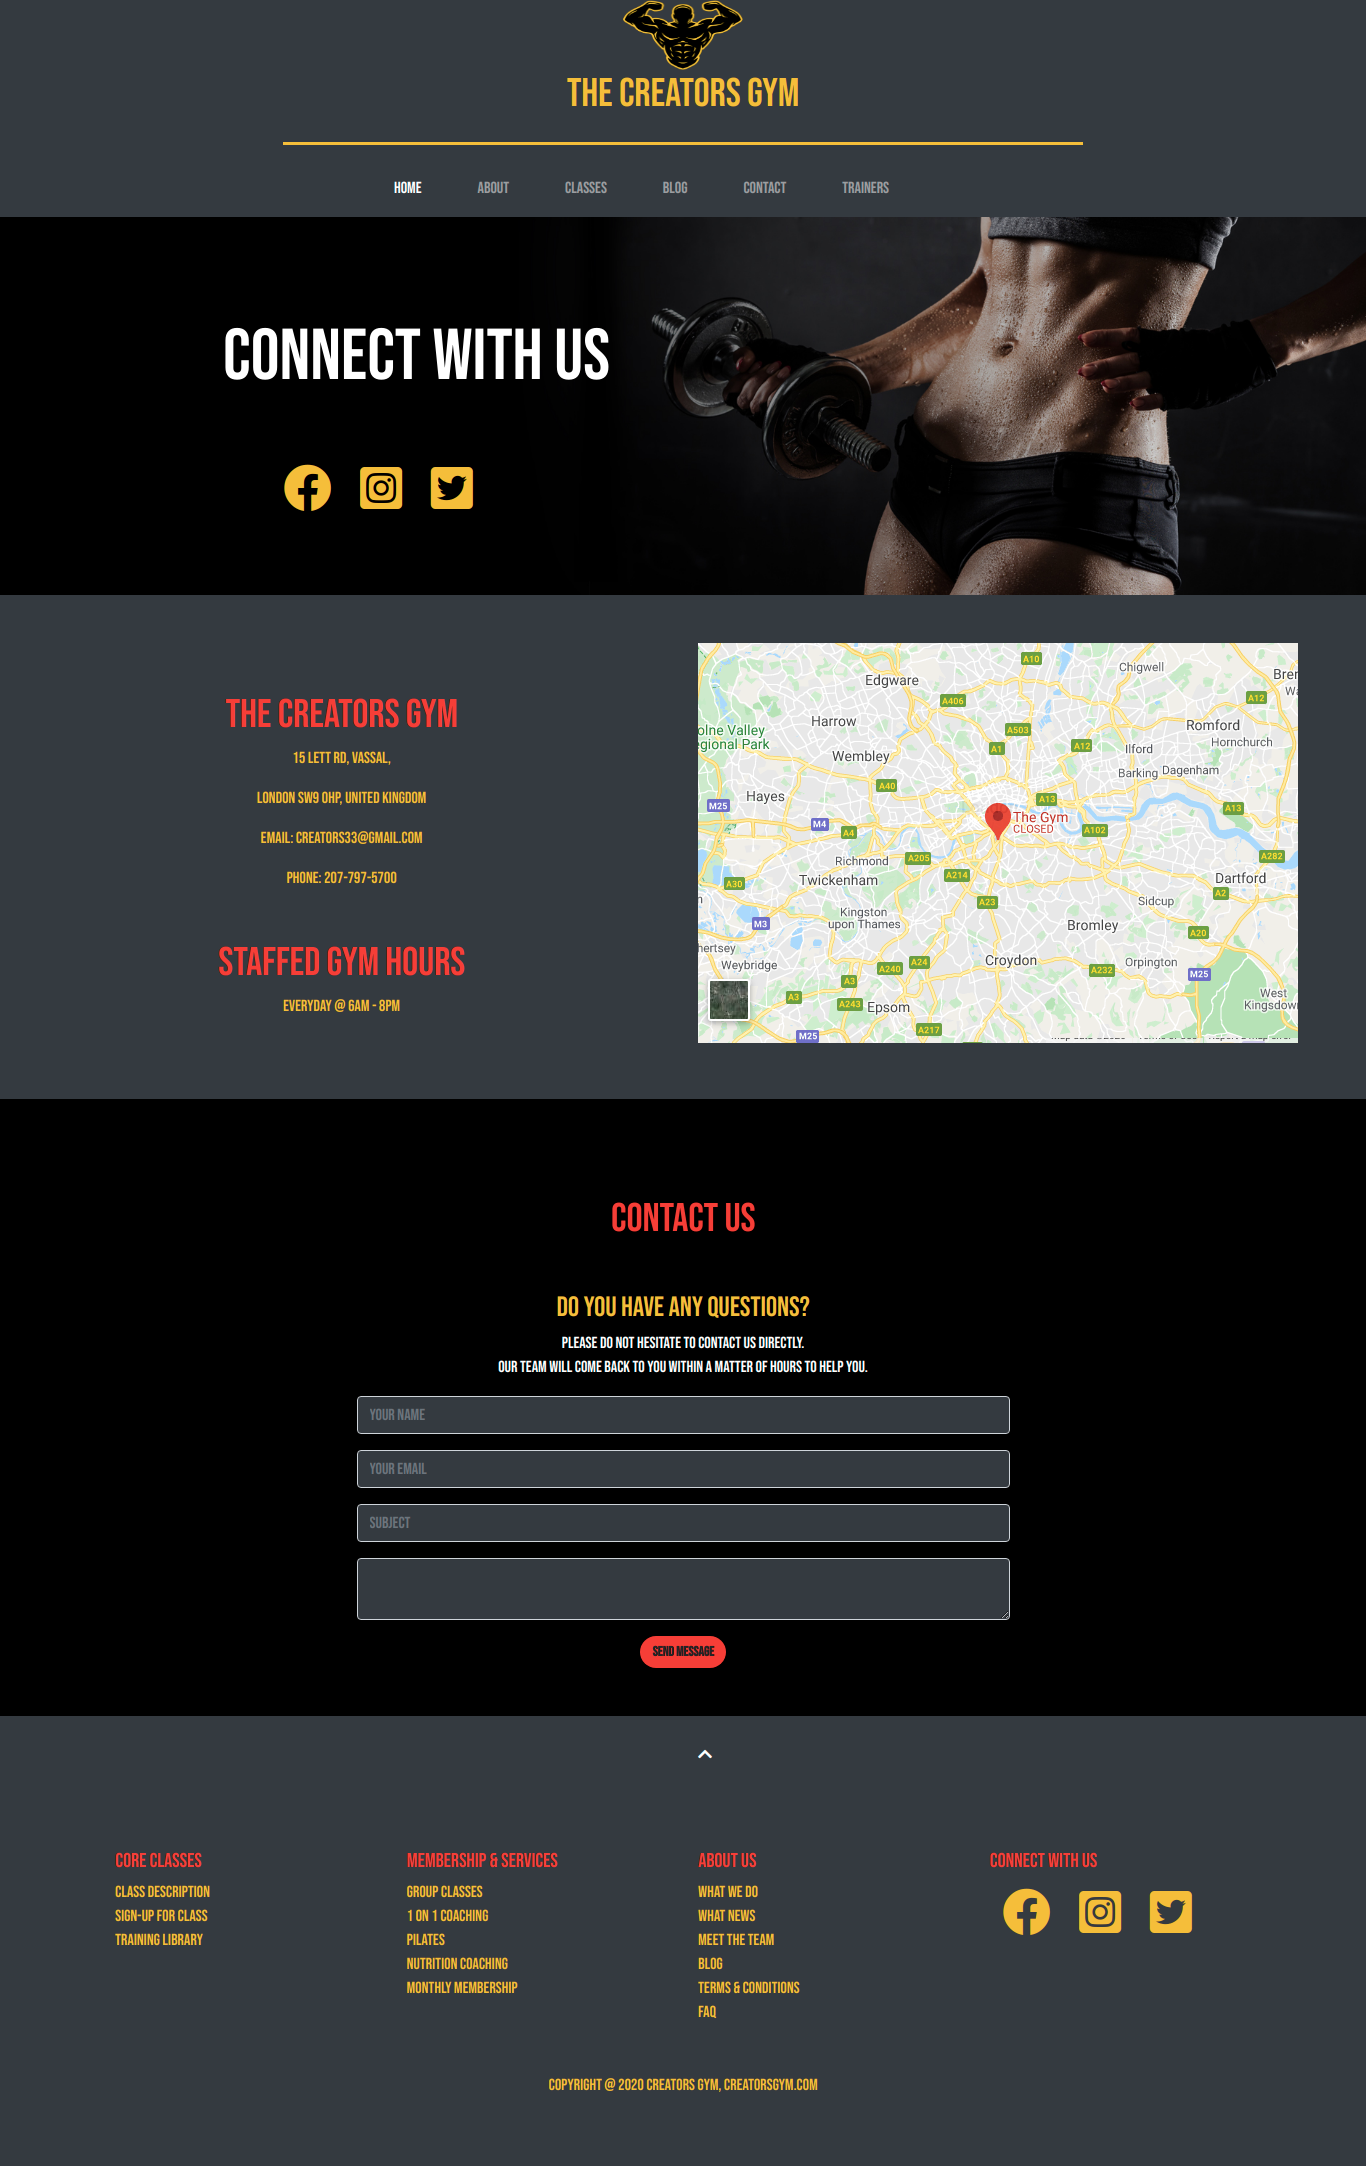 THE CREATORS GYM
HOME
ABOUT
CLASSES
BLOG
CONTACT
TRAINERS
CONNECT WITH US
THE CREATORS GYM
15 LETT RD, VASSAL,
LONDON SW9 0HP, UNITED KINGDOM
EMAIL: CREATORS33@GMAIL.COM
PHONE: 207-797-5700
STAFFED GYM HOURS
EVERYDAY @ 6AM - 8PM
A10
Chigwell
Edgware
Brer
A406
A12
Wa
Harrow
A503
Romford
olne Valley
egional Park
A1
A12
Ilford
Hornchurch
Wembley
Barking
Dagenham
A40
Hayes
M25
A13
A13
M4
A4
The Gym
CLOSED
A102
Richmond
A205
A282
Twickenham
A214
Dartford
A30
A2
A23
Sidcup
Kingston
upon Thames
M3
Bromley
A20
hertsey
Weybridge
A240
A24
Croydon
A232
Orpington
M25
A3
A3
A243
Epsom
West
Kingsdown
A217
M25
CONTACT US
DO YOU HAVE ANY QUESTIONS?
PLEASE DO NOT HESITATE TO CONTACT US DIRECTLY.
OUR TEAM WILL COME BACK TO YOU WITHIN A MATTER OF HOURS TO HELP YOU.
YOUR NAME
YOUR EMAIL
SUBJECT
SEND MESSAGE
CORE CLASSES
CLASS DESCRIPTION
SIGN-UP FOR CLASS
TRAINING LIBRARY
MEMBERSHIP & SERVICES
GROUP CLASSES
1 ON 1 COACHING
PILATES
NUTRITION COACHING
MONTHLY MEMBERSHIP
ABOUT US
WHAT WE DO
WHAT NEWS
MEET THE TEAM
BLOG
TERMS & CONDITIONS
FAQ
CONNECT WITH US
COPYRIGHT @ 2020 CREATORS GYM, CREATORSGYM.COM